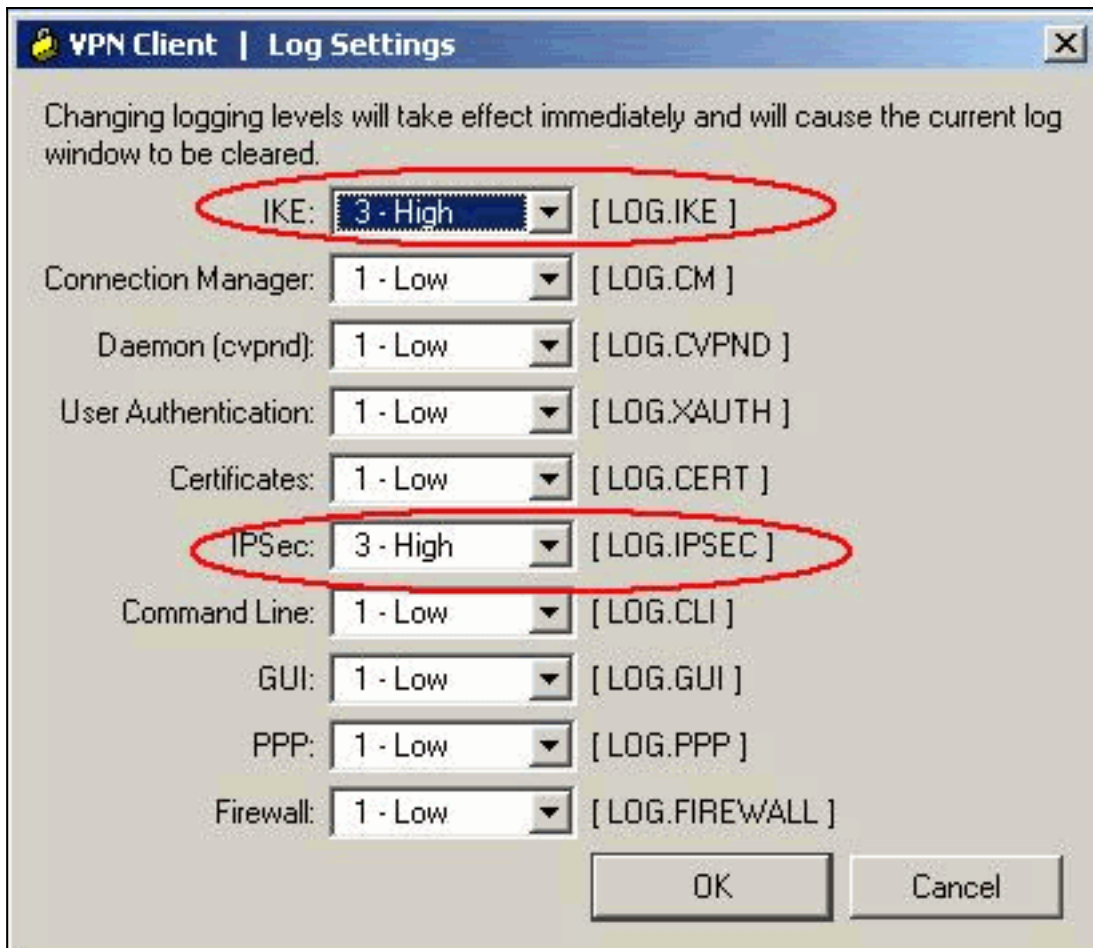 VPN Client | Log Settings
Changing logging levels will take effect immediately and will cause the current log
window to be cleared.
IKE: 3 - High [ LOG.IKE ]
Connection Manager: 1 - Low [ LOG.CM ]
Daemon (cvpnd): 1 - Low [ LOG.CVPND ]
User Authentication: 1 - Low [ LOG.XAUTH ]
Certificates: 1 - Low [ LOG.CERT ]
IPSec: 3 - High [ LOG.IPSEC ]
Command Line: 1 - Low [ LOG.CLI ]
GUI: 1 - Low [ LOG.GUI ]
PPP: 1 - Low [ LOG.PPP ]
Firewall: 1 - Low [ LOG.FIREWALL ]
OK Cancel